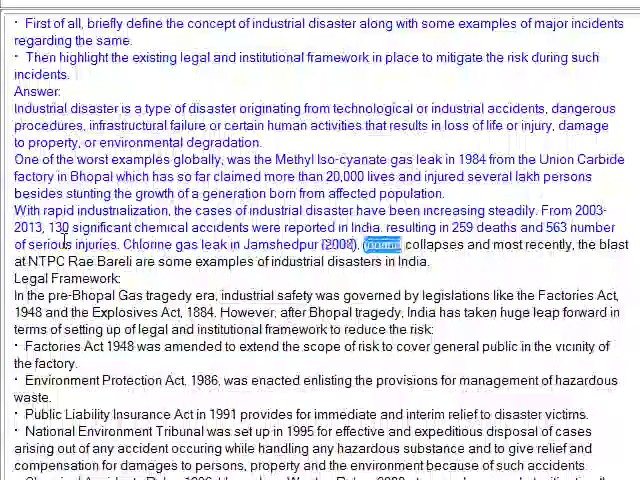 · First of all, briefly define the concept of industrial disaster along with some examples of major incidents
regarding the same.
· Then highlight the existing legal and institutional framework in place to mitigate the risk during such
incidents.
Answer:
Industrial disaster is a type of disaster originating from technological or industrial accidents, dangerous
procedures, infrastructural failure or certain human activities that results in loss of life or injury, damage
to property, or environmental degradation.
One of the worst examples globally, was the Methyl Iso-cyanate gas leak in 1984 from the Union Carbide
factory in Bhopal which has so far claimed more than 20,000 lives and injured several lakh persons
besides stunting the growth of a generation born from affected population.
With rapid industrialization, the cases of industrial disaster have been increasing steadily. From 2003-
2013, 130 significant chemical accidents were reported in India, resulting in 259 deaths and 563 number
of serious injuries. Chlorine gas leak in Jamshedpur (2008), collapses and most recently, the blast
at NTPC Rae Bareli are some examples of industrial disasters in India.
Legal Framework:
In the pre-Bhopal Gas tragedy era, industrial safety was governed by legislations like the Factories Act,
1948 and the Explosives Act, 1884. However, after Bhopal tragedy, India has taken huge leap forward in
terms of setting up of legal and institutional framework to reduce the risk:
· Factories Act 1948 was amended to extend the scope of risk to cover general public in the vicinity of
the factory.
· Environment Protection Act, 1986, was enacted enlisting the provisions for management of hazardous
waste.
· Public Liability Insurance Act in 1991 provides for immediate and interim relief to disaster victims.
· National Environment Tribunal was set up in 1995 for effective and expeditious disposal of cases
arising out of any accident occuring while handling any hazardous substance and to give relief and
compensation for damages to persons, property and the environment because of such accidents